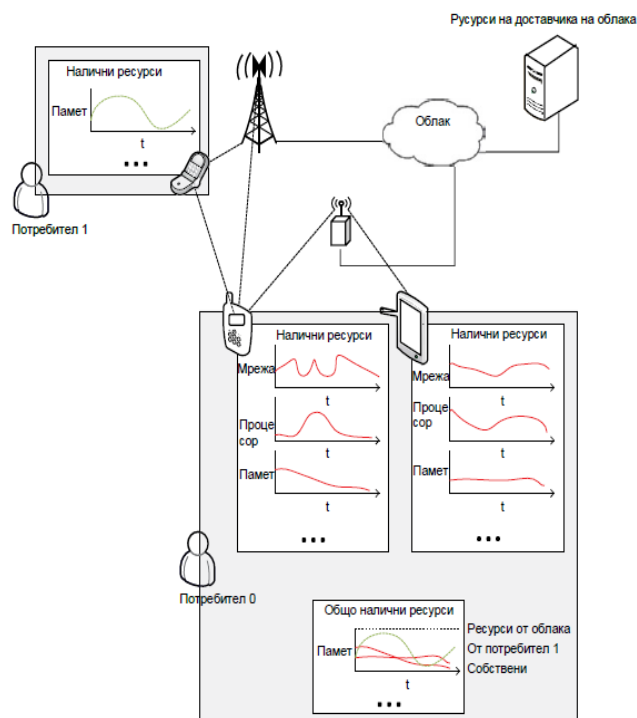 Русурси на доставчика на облака
Налични ресурси
Памет
t
...
Потребител 1
Облак
Налични ресурси
Мрежа
t
Проце
сор
t
Памет
t
...
Налични ресурси
Мрежа
t
Проце
сор
t
Памет
t
...
Потребител 0
Общо налични ресурси
Памет
t
...
Ресурси от облака
От потребител 1
Собствени